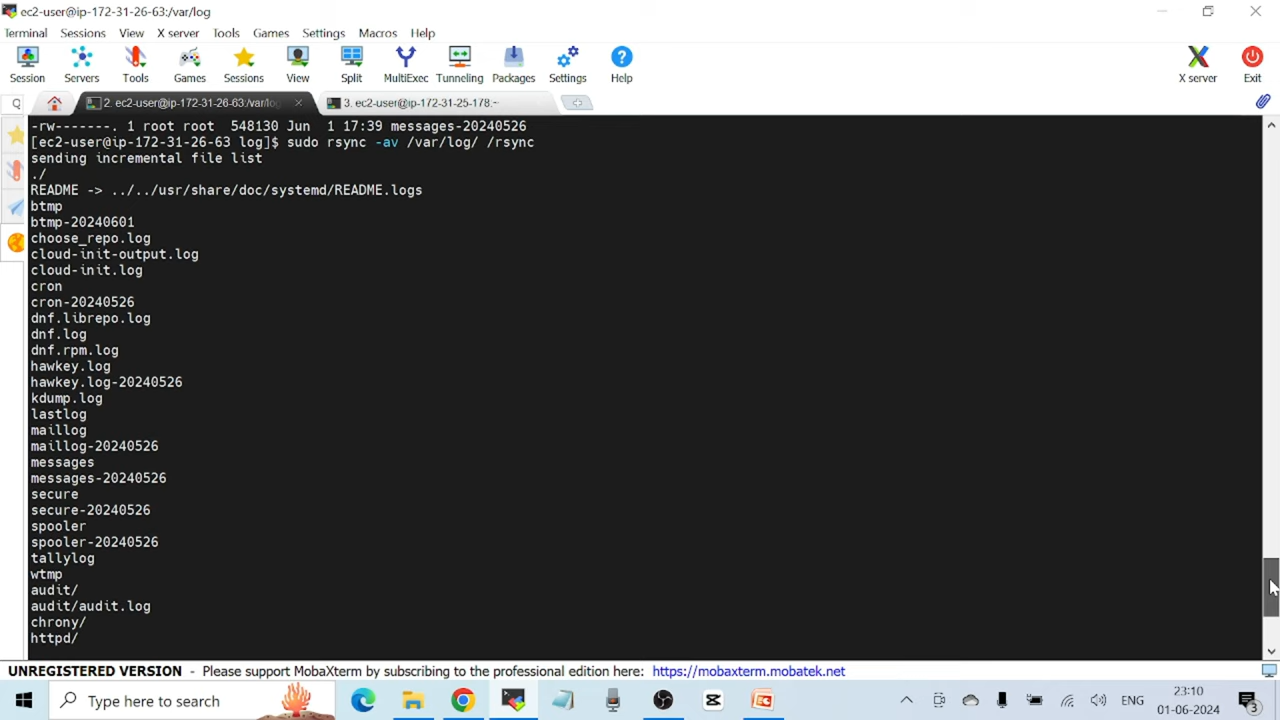 ec2-user@ip-172-31-26-63:/var/log
Terminal Sessions View X server Tools Games Settings Macros Help
Session Servers Tools Games Sessions View Split MultiExec Tunneling Packages Settings Help X server Exit
2. ec2-user@ip-172-31-26-63:/var/log 3. ec2-user@ip-172-31-25-178:~
-rw-------. 1 root root  548130 Jun  1 17:39 messages-20240526
[ec2-user@ip-172-31-26-63 log]$ sudo rsync -av /var/log/ /rsync
sending incremental file list
./
README -> ../../usr/share/doc/systemd/README.logs
btmp
btmp-20240601
choose_repo.log
cloud-init-output.log
cloud-init.log
cron
cron-20240526
dnf.librepo.log
dnf.log
dnf.rpm.log
hawkey.log
hawkey.log-20240526
kdump.log
lastlog
maillog
maillog-20240526
messages
messages-20240526
secure
secure-20240526
spooler
spooler-20240526
tallylog
wtmp
audit/
audit/audit.log
chrony/
httpd/
UNREGISTERED VERSION - Please support MobaXterm by subscribing to the professional edition here: https://mobaxterm.mobatek.net
Type here to search
ENG
23:10
01-06-2024
3